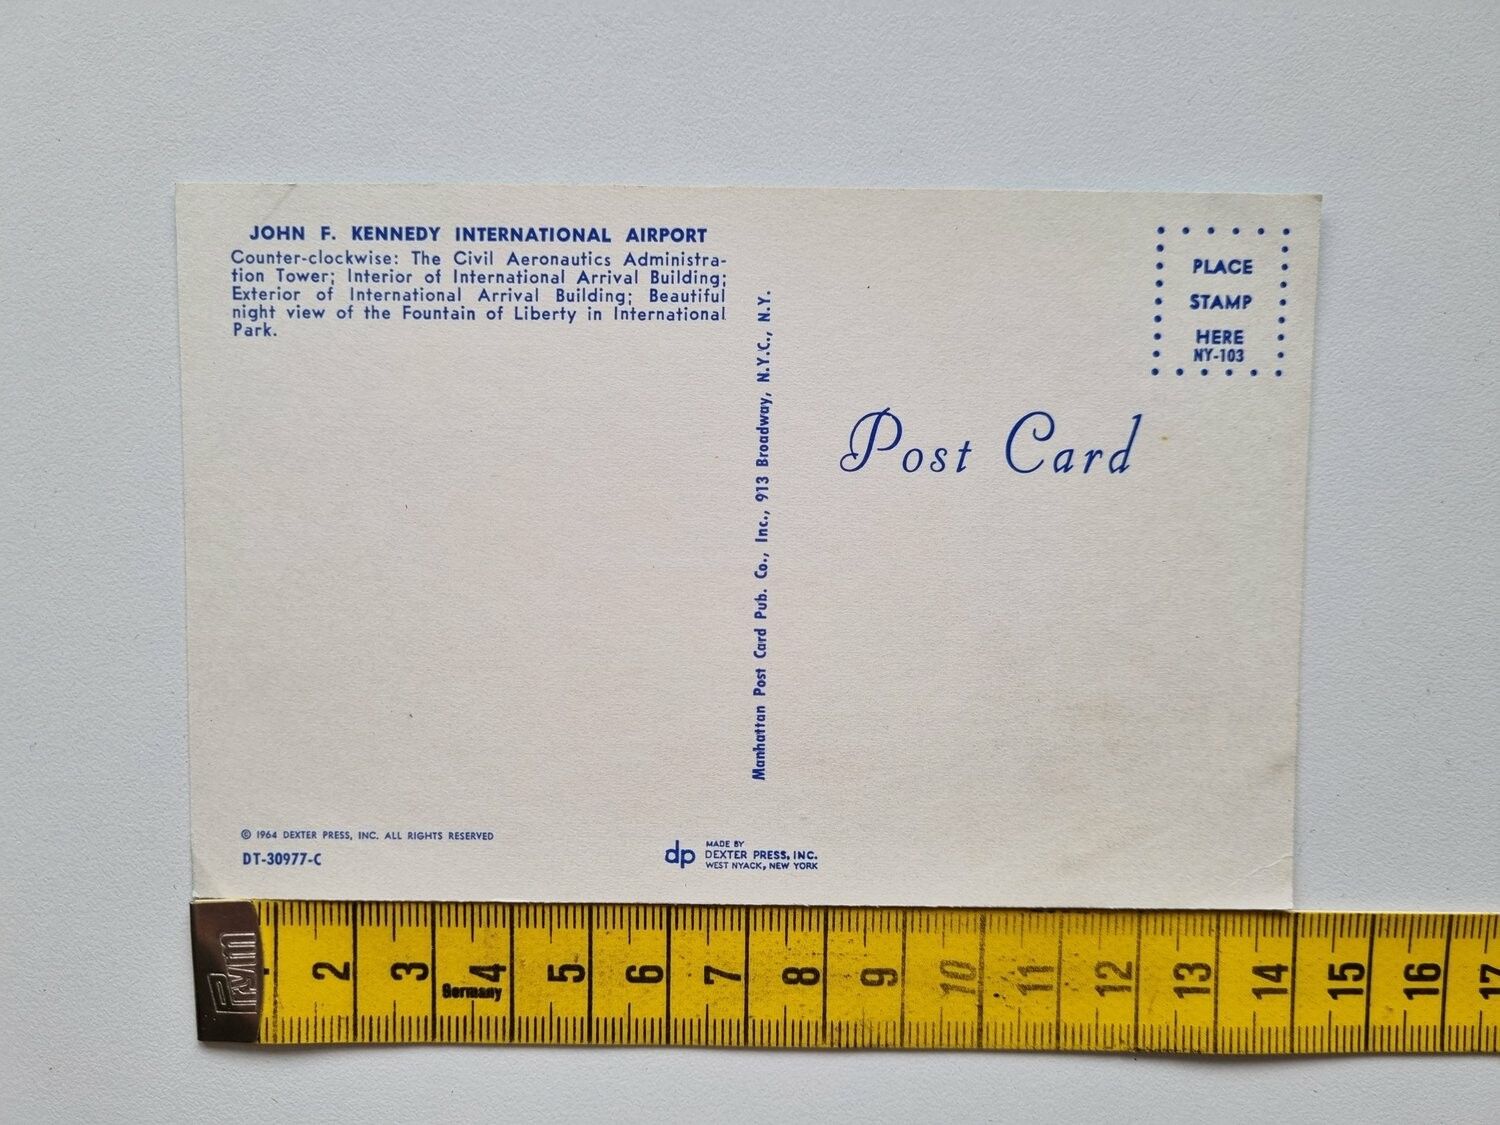 JOHN F. KENNEDY INTERNATIONAL AIRPORT
Counter-clockwise: The Civil Aeronautics Administra-
tion Tower; Interior of International Arrival Building;
Exterior of International Arrival Building; Beautiful
night view of the Fountain of Liberty in International
Park.
PLACE
STAMP
HERE
NY-103
Post Card
Manhattan Post Card Pub. Co., Inc., 913 Broadway, N.Y.C., N.Y.
© 1964 DEXTER PRESS, INC. ALL RIGHTS RESERVED
DT-30977-C
dp
MADE BY
DEXTER PRESS, INC.
WEST NYACK, NEW YORK
2 3 4 5 6 7 8 9 10 11 12 13 14 15 16 17
Germany